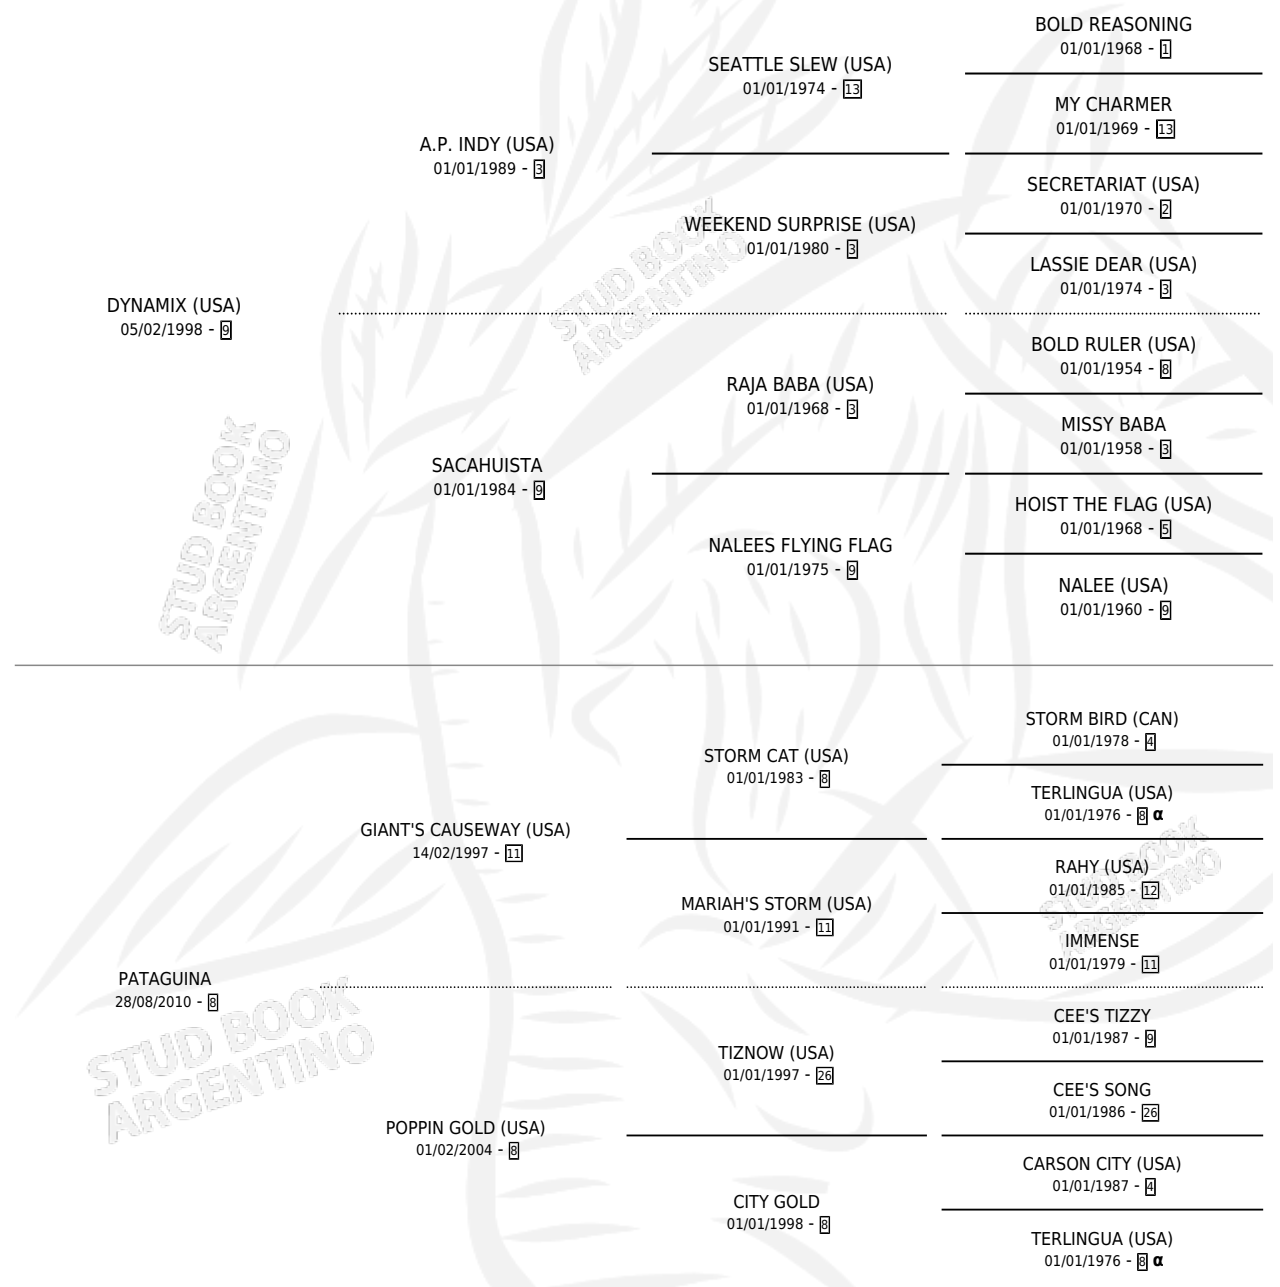 BOLD REASONING
01/01/1968 - 1
SEATTLE SLEW (USA)
01/01/1974 - 13
MY CHARMER
01/01/1969 - 13
A.P. INDY (USA)
01/01/1989 - 3
SECRETARIAT (USA)
01/01/1970 - 2
WEEKEND SURPRISE (USA)
01/01/1980 - 3
LASSIE DEAR (USA)
01/01/1974 - 3
DYNAMIX (USA)
05/02/1998 - 9
BOLD RULER (USA)
01/01/1954 - 8
RAJA BABA (USA)
01/01/1968 - 3
MISSY BABA
01/01/1958 - 3
SACAHUISTA
01/01/1984 - 9
HOIST THE FLAG (USA)
01/01/1968 - 5
NALEES FLYING FLAG
01/01/1975 - 9
NALEE (USA)
01/01/1960 - 9
STORM BIRD (CAN)
01/01/1978 - 4
STORM CAT (USA)
01/01/1983 - 8
TERLINGUA (USA)
01/01/1976 - 8 α
GIANT'S CAUSEWAY (USA)
14/02/1997 - 11
RAHY (USA)
01/01/1985 - 12
MARIAH'S STORM (USA)
01/01/1991 - 11
IMMENSE
01/01/1979 - 11
PATAGUINA
28/08/2010 - 8
CEE'S TIZZY
01/01/1987 - 9
TIZNOW (USA)
01/01/1997 - 26
CEE'S SONG
01/01/1986 - 26
POPPIN GOLD (USA)
01/02/2004 - 8
CARSON CITY (USA)
01/01/1987 - 4
CITY GOLD
01/01/1998 - 8
TERLINGUA (USA)
01/01/1976 - 8 α
STUD BOOK
ARGENTINO
STUD BOOK
ARGENTINO
STUD BOOK
ARGENTINO
STUD BOOK
ARGENTINO